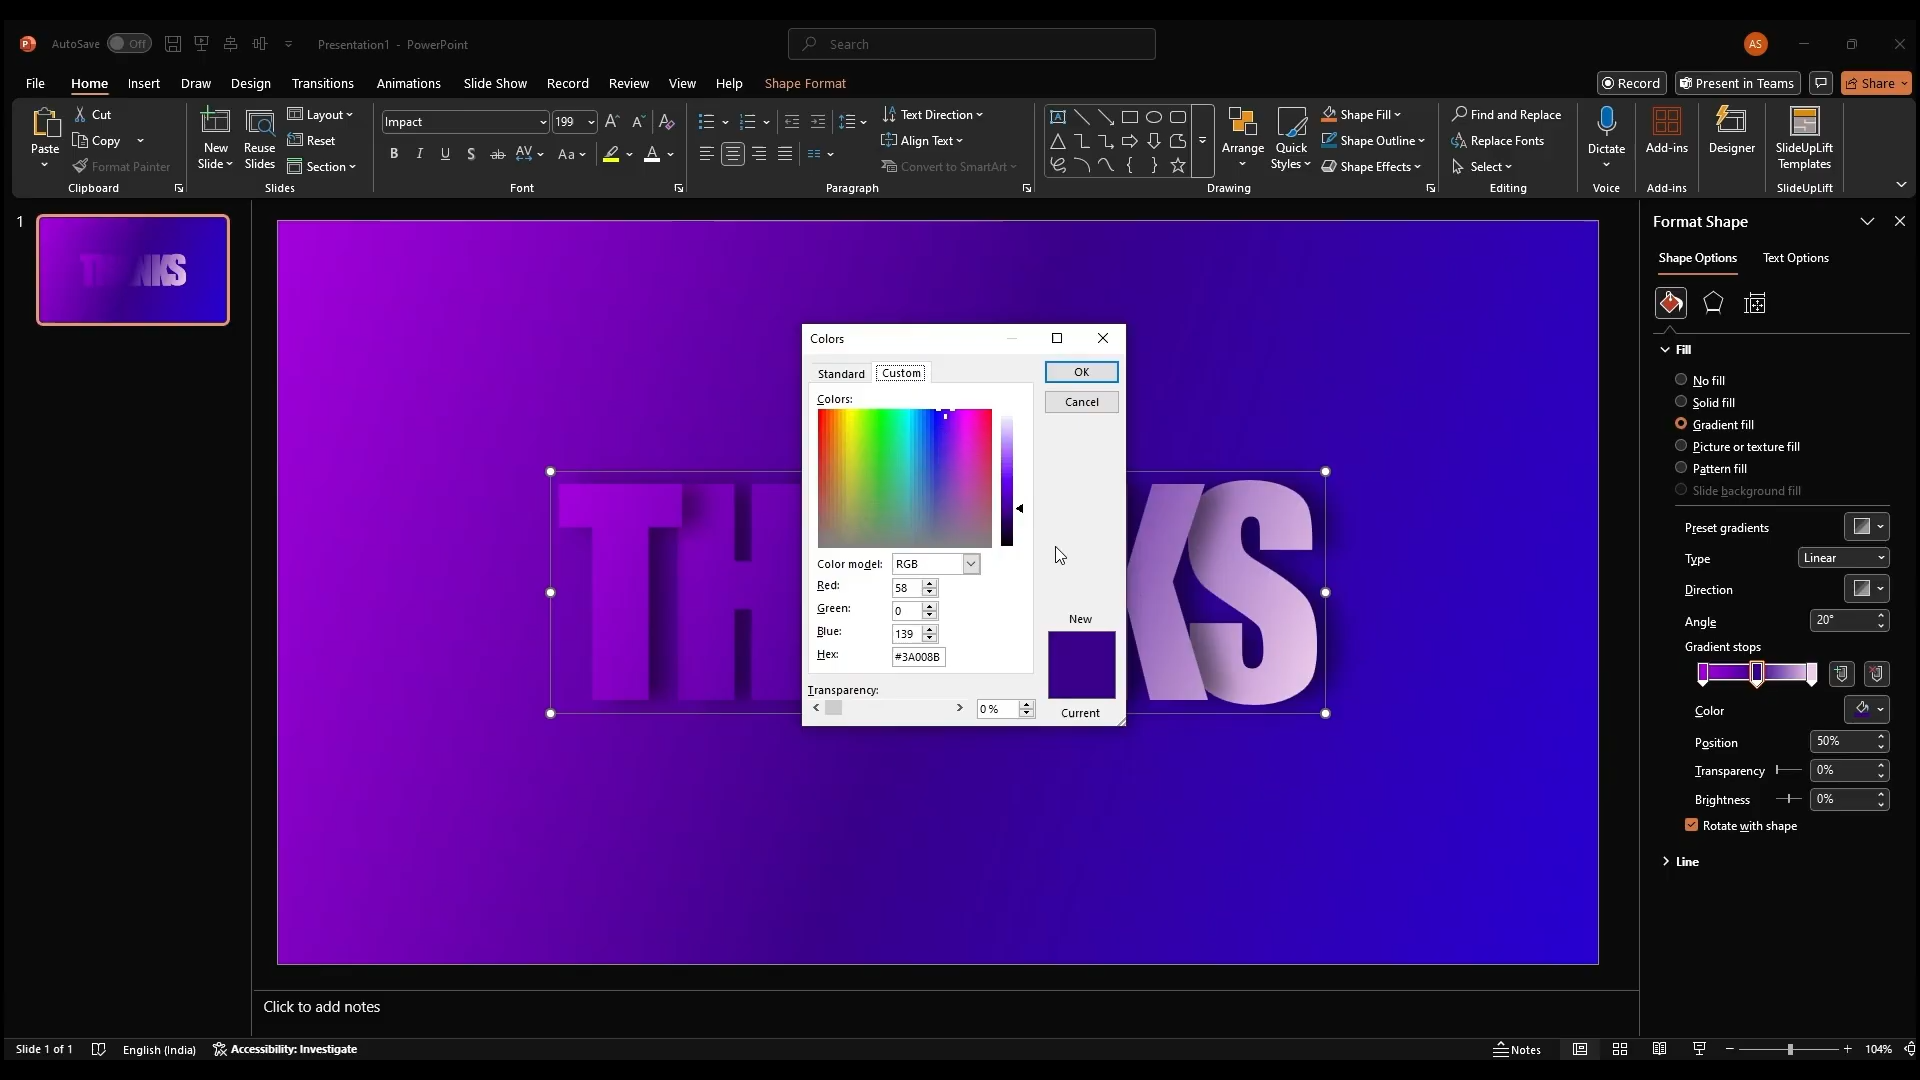 AutoSave Off Presentation1 - PowerPoint Search AS
File Home Insert Draw Design Transitions Animations Slide Show Record Review View Help Shape Format Record Present in Teams Share
Paste Cut Copy Format Painter
Clipboard
New Slide Reuse Slides Layout Reset Section
Slides
Impact 199
B I U S ab AV Aa A
Font
Text Direction
Align Text
Convert to SmartArt
Paragraph
Arrange Quick Styles Shape Fill
Shape Outline
Shape Effects
Drawing
Find and Replace
Replace Fonts
Select
Editing
Dictate
Voice
Add-ins
Add-ins
Designer
SlideUpLift Templates
SlideUpLift
1
THANKS
TH KS
Colors
Standard Custom
OK
Cancel
Colors:
Color model: RGB
Red: 58
Green: 0
Blue: 139
Hex: #3A008B
Transparency:
0 %
New
Current
Format Shape
Shape Options Text Options
Fill
No fill
Solid fill
Gradient fill
Picture or texture fill
Pattern fill
Slide background fill
Preset gradients
Type Linear
Direction
Angle 20°
Gradient stops
Color
Position 50%
Transparency 0%
Brightness 0%
Rotate with shape
Line
Click to add notes
Slide 1 of 1 English (India) Accessibility: Investigate Notes 104%